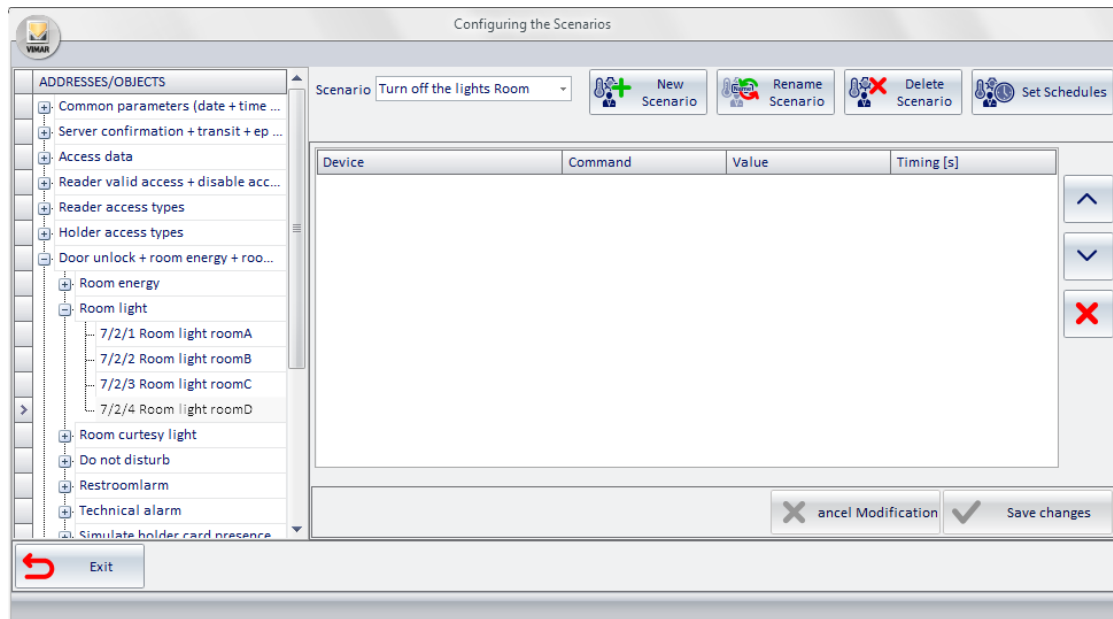 Configuring the Scenarios
VIMAR
ADDRESSES/OBJECTS
Common parameters (date + time ...
Server confirmation + transit + ep ...
Access data
Reader valid access + disable acc...
Reader access types
Holder access types
Door unlock + room energy + roo...
Room energy
Room light
7/2/1 Room light roomA
7/2/2 Room light roomB
7/2/3 Room light roomC
7/2/4 Room light roomD
Room curtesy light
Do not disturb
Restroomlarm
Technical alarm
Simulate holder card presence
Scenario Turn off the lights Room
New
Scenario
Rename
Scenario
Delete
Scenario
Set Schedules
Device Command Value Timing [s]
ancel Modification
Save changes
Exit